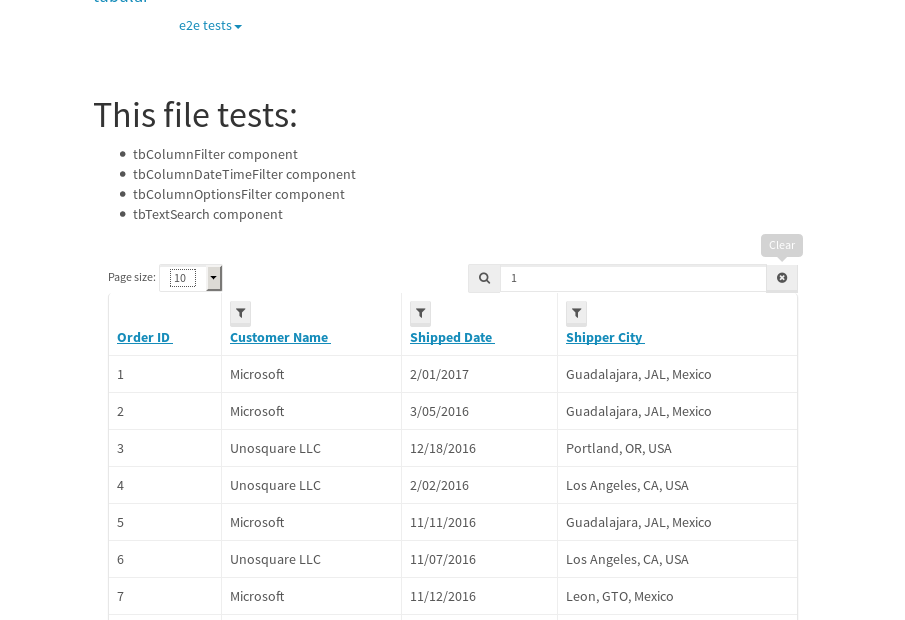 tabular
e2e tests
This file tests:
tbColumnFilter component
tbColumnDateTimeFilter component
tbColumnOptionsFilter component
tbTextSearch component
Clear
Page size: 10 1
Order ID Customer Name Shipped Date Shipper City
1 Microsoft 2/01/2017 Guadalajara, JAL, Mexico
2 Microsoft 3/05/2016 Guadalajara, JAL, Mexico
3 Unosquare LLC 12/18/2016 Portland, OR, USA
4 Unosquare LLC 2/02/2016 Los Angeles, CA, USA
5 Microsoft 11/11/2016 Guadalajara, JAL, Mexico
6 Unosquare LLC 11/07/2016 Los Angeles, CA, USA
7 Microsoft 11/12/2016 Leon, GTO, Mexico